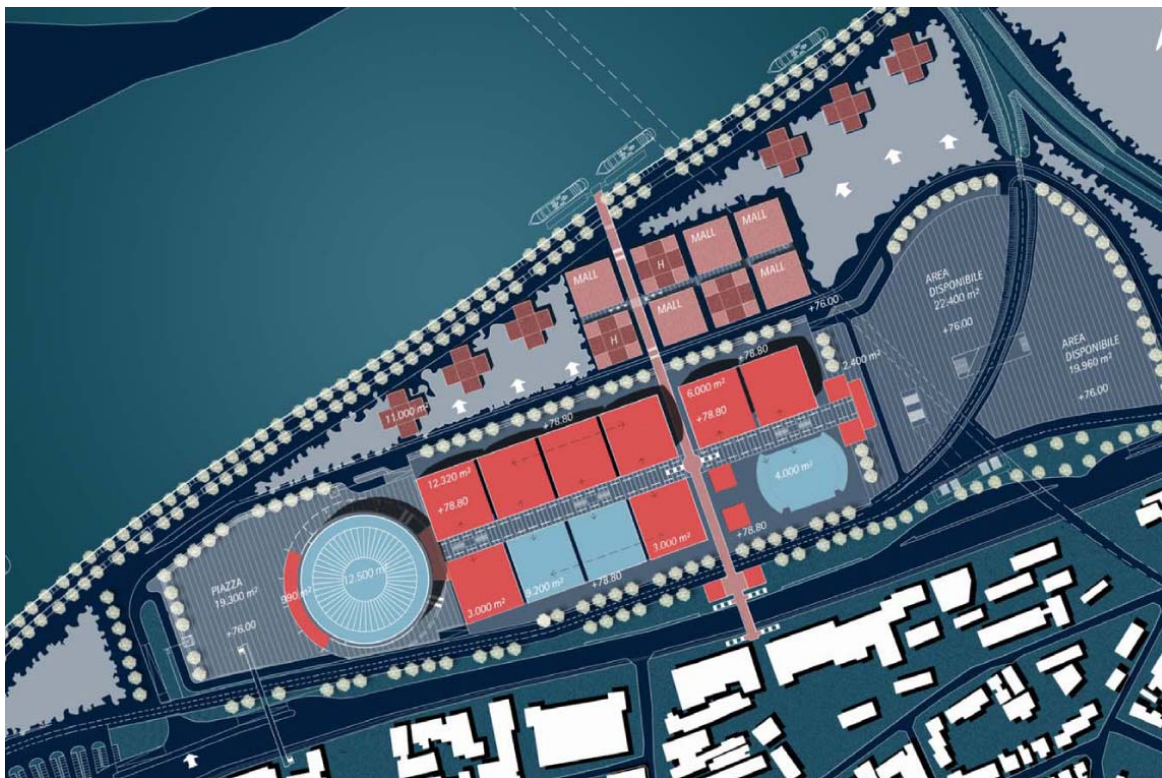 MALL
MALL
H
MALL
MALL
MALL
H
MALL
AREA
DISPONIBILE
22.400 m²
+76.00
AREA
DISPONIBILE
19.960 m²
+76.00
+76.00
+78.80
2.400 m²
6.000 m²
+78.80
11.000 m²
+78.80
12.320 m²
+78.80
4.000 m²
+78.80
3.000 m²
12.500 m²
990 m²
3.000 m²
+78.80
PIAZZA
19.300 m²
+76.00